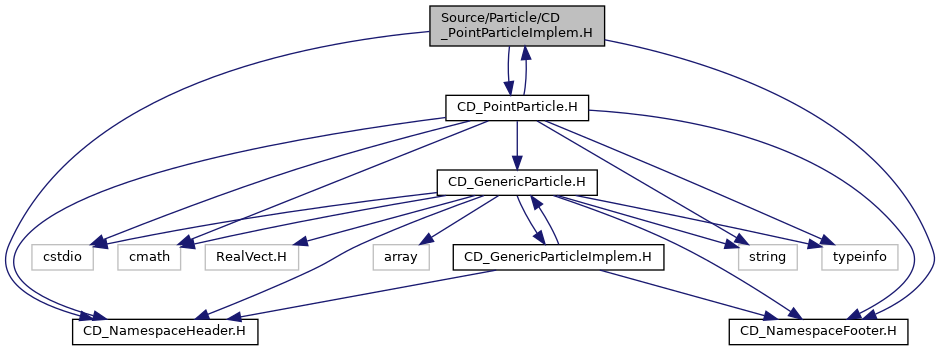 Source/Particle/CD
_PointParticleImplem.H
CD_PointParticle.H
CD_GenericParticle.H
cstdio
cmath
RealVect.H
array
CD_GenericParticleImplem.H
string
typeinfo
CD_NamespaceHeader.H
CD_NamespaceFooter.H